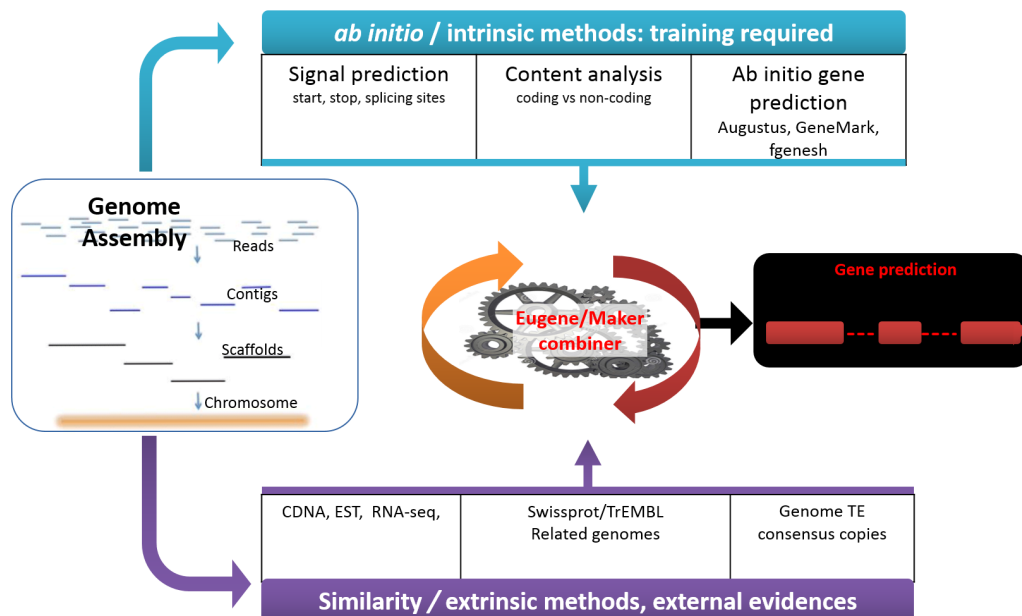 ab initio / intrinsic methods: training required
Signal prediction
start, stop, splicing sites
Content analysis
coding vs non-coding
Ab initio gene
prediction
Augustus, GeneMark,
fgenesh
Genome
Assembly
Reads
Contigs
Scaffolds
Chromosome
Eugene/Maker
combiner
Gene prediction
CDNA, EST, RNA-seq,
Swissprot/TrEMBL
Related genomes
Genome TE
consensus copies
Similarity / extrinsic methods, external evidences